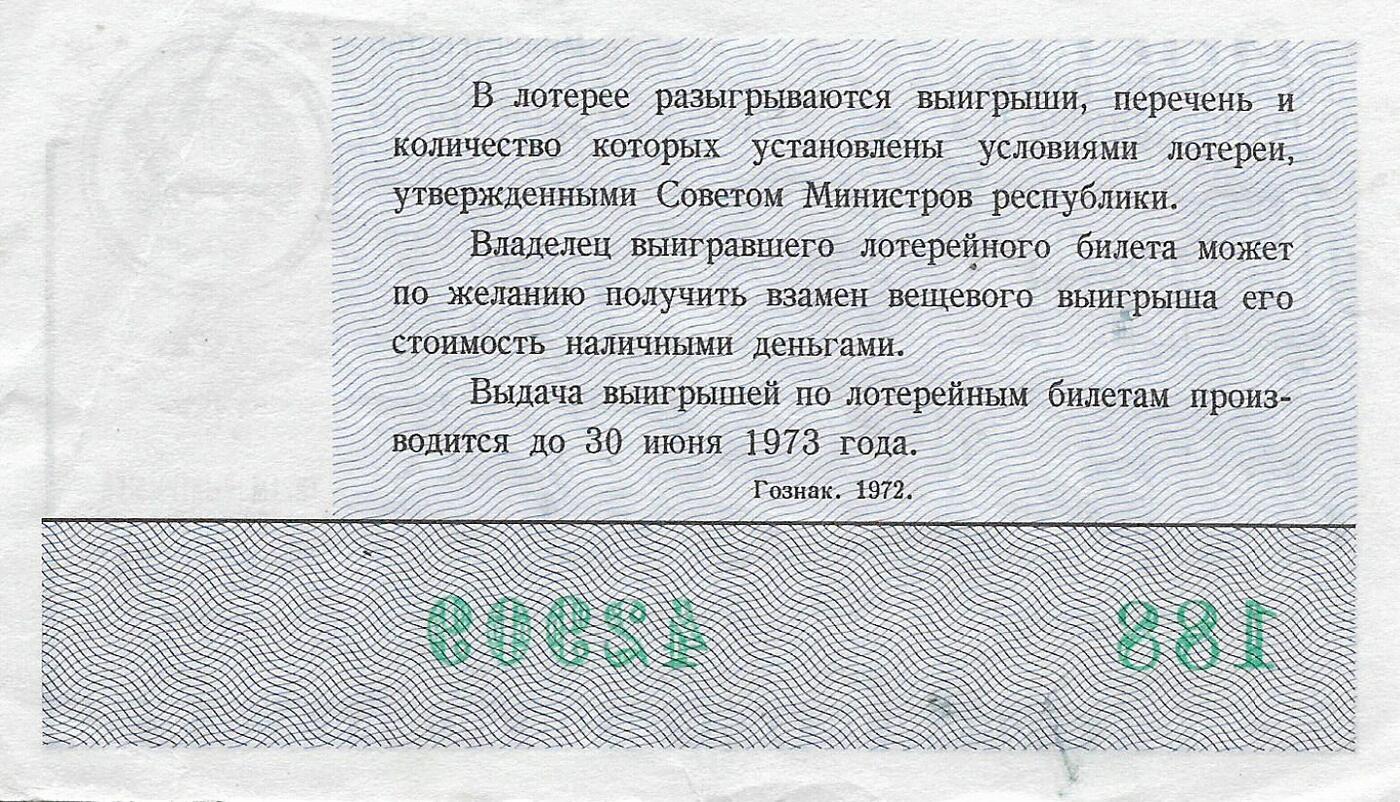 В лотерее разыгрываются выигрыши, перечень и
количество которых установлены условиями лотереи,
утвержденными Советом Министров республики.
Владелец выигравшего лотерейного билета может
по желанию получить взамен вещевого выигрыша его
стоимость наличными деньгами.
Выдача выигрышей по лотерейным билетам произ-
водится до 30 июня 1973 года.
Гознак. 1972.
188 42909